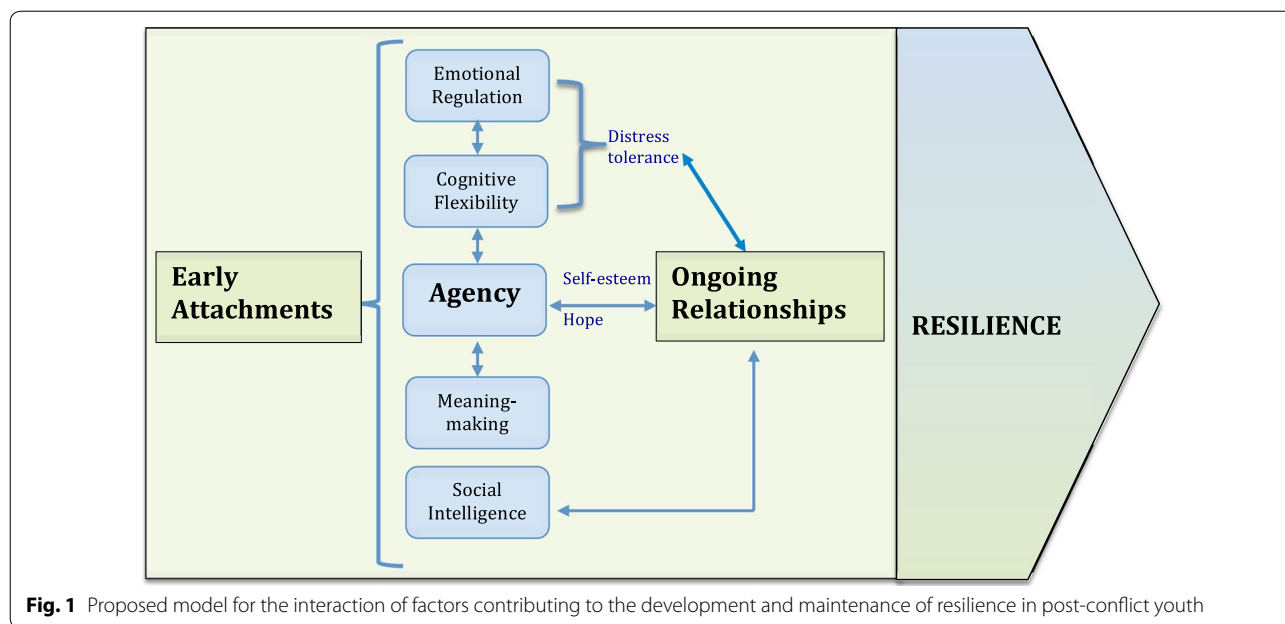 Emotional
Regulation
Distress
tolerance
Cognitive
Flexibility
Early
Attachments
Agency
Self-esteem
Hope
Ongoing
Relationships
RESILIENCE
Meaning-
making
Social
Intelligence
Fig. 1 Proposed model for the interaction of factors contributing to the development and maintenance of resilience in post-conflict youth